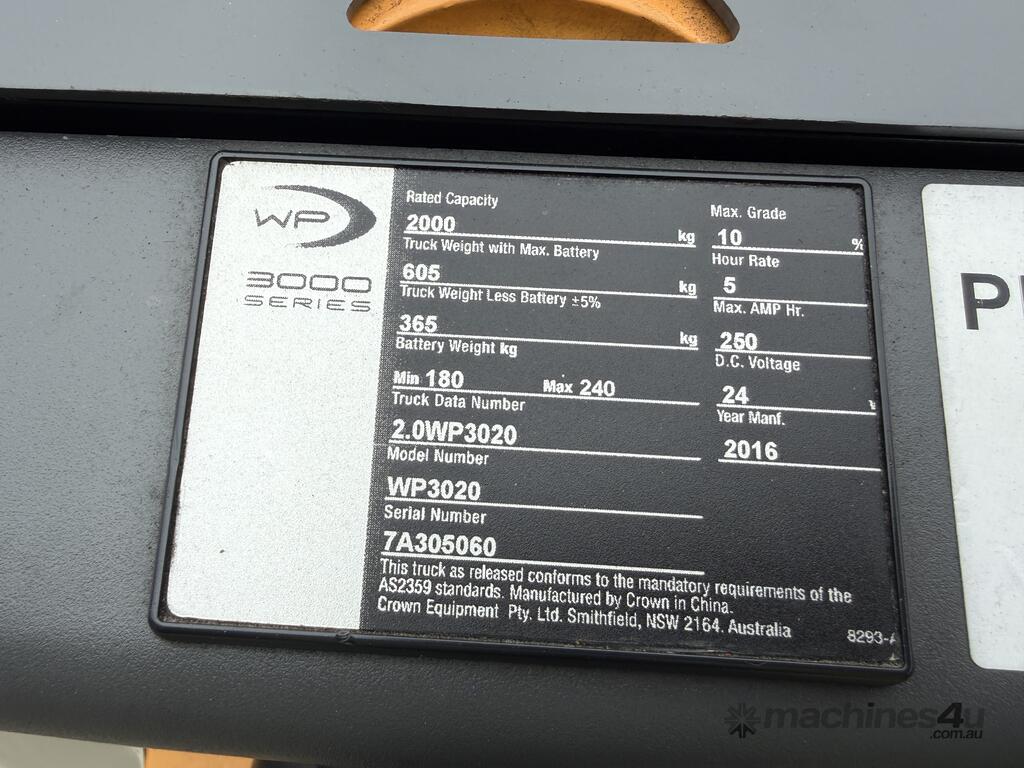 WP
3000
SERIES
Rated Capacity
2000 kg
Truck Weight with Max. Battery
605 kg
Truck Weight Less Battery ±5%
365 kg
Battery Weight kg
Min 180 Max 240
Truck Data Number
2.0WP3020
Model Number
WP3020
Serial Number
7A305060
Max. Grade
10 %
Hour Rate
5
Max. AMP Hr.
250
D.C. Voltage
24
Year Manf.
2016
This truck as released conforms to the mandatory requirements of the
AS2359 standards. Manufactured by Crown in China.
Crown Equipment Pty. Ltd. Smithfield, NSW 2164. Australia
8293-A
machines4u
.com.au